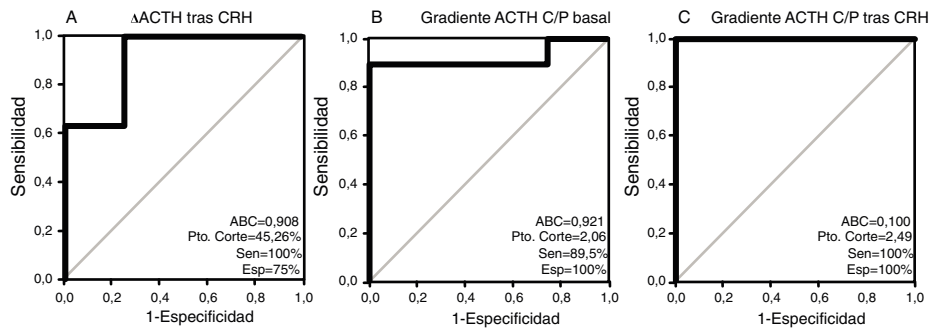 A ΔACTH tras CRH
1,0
0,8
0,6
0,4
0,2
0,0
Sensibilidad
ABC=0,908
Pto. Corte=45,26%
Sen=100%
Esp=75%
0,0 0,2 0,4 0,6 0,8 1,0
1-Especificidad
B Gradiente ACTH C/P basal
1,0
0,8
0,6
0,4
0,2
0,0
Sensibilidad
ABC=0,921
Pto. Corte=2,06
Sen=89,5%
Esp=100%
0,0 0,2 0,4 0,6 0,8 1,0
1-Especificidad
C Gradiente ACTH C/P tras CRH
1,0
0,8
0,6
0,4
0,2
0,0
Sensibilidad
ABC=0,100
Pto. Corte=2,49
Sen=100%
Esp=100%
0,0 0,2 0,4 0,6 0,8 1,0
1-Especificidad